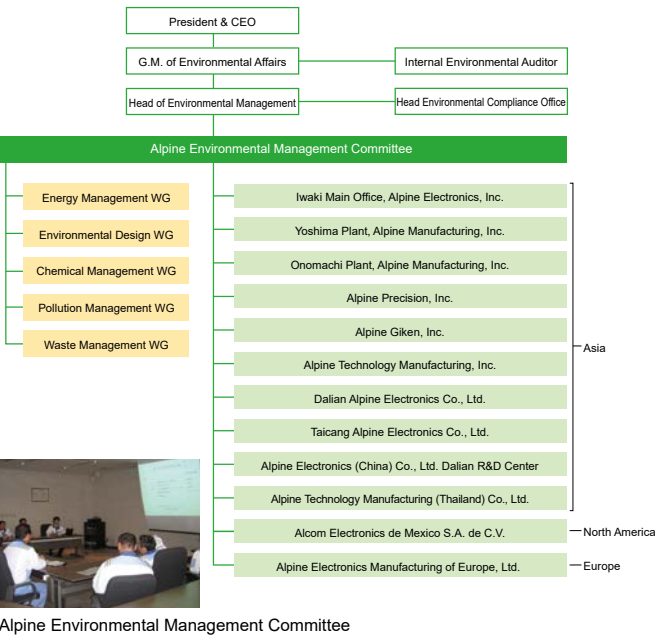 President & CEO
G.M. of Environmental Affairs
Internal Environmental Auditor
Head of Environmental Management
Head Environmental Compliance Office
Alpine Environmental Management Committee
Energy Management WG
Environmental Design WG
Chemical Management WG
Pollution Management WG
Waste Management WG
Iwaki Main Office, Alpine Electronics, Inc.
Yoshima Plant, Alpine Manufacturing, Inc.
Onomachi Plant, Alpine Manufacturing, Inc.
Alpine Precision, Inc.
Alpine Giken, Inc.
Alpine Technology Manufacturing, Inc.
Dalian Alpine Electronics Co., Ltd.
Taicang Alpine Electronics Co., Ltd.
Alpine Electronics (China) Co., Ltd. Dalian R&D Center
Alpine Technology Manufacturing (Thailand) Co., Ltd.
Asia
Alcom Electronics de Mexico S.A. de C.V.
North America
Alpine Electronics Manufacturing of Europe, Ltd.
Europe
Alpine Environmental Management Committee